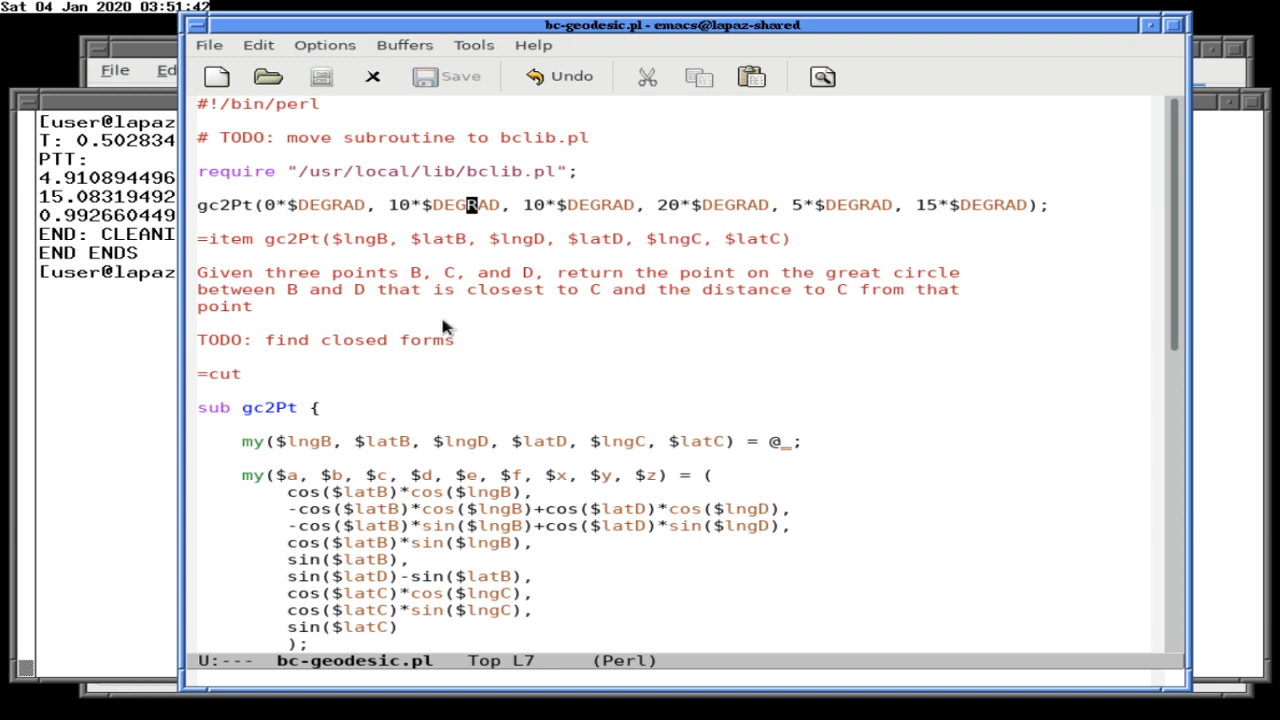 Sat 04 Jan 2020 03:51:42
bc-geodesic.pl - emacs@lapaz-shared
File Edit Options Buffers Tools Help
File Ed
Save Undo
[user@lapaz
T: 0.502834
PTT:
4.910894496
15.08319492
0.992660449
END: CLEANI
END ENDS
[user@lapaz
#!/bin/perl
# TODO: move subroutine to bclib.pl
require "/usr/local/lib/bclib.pl";
gc2Pt(0*$DEGRAD, 10*$DEGRAD, 10*$DEGRAD, 20*$DEGRAD, 5*$DEGRAD, 15*$DEGRAD);
=item gc2Pt($lngB, $latB, $lngD, $latD, $lngC, $latC)
Given three points B, C, and D, return the point on the great circle
between B and D that is closest to C and the distance to C from that
point
TODO: find closed forms
=cut
sub gc2Pt {
my($lngB, $latB, $lngD, $latD, $lngC, $latC) = @_;
my($a, $b, $c, $d, $e, $f, $x, $y, $z) = (
cos($latB)*cos($lngB),
-cos($latB)*cos($lngB)+cos($latD)*cos($lngD),
-cos($latB)*sin($lngB)+cos($latD)*sin($lngD),
cos($latB)*sin($lngB),
sin($latB),
sin($latD)-sin($latB),
cos($latC)*cos($lngC),
cos($latC)*sin($lngC),
sin($latC)
);
U:--- bc-geodesic.pl Top L7 (Perl)